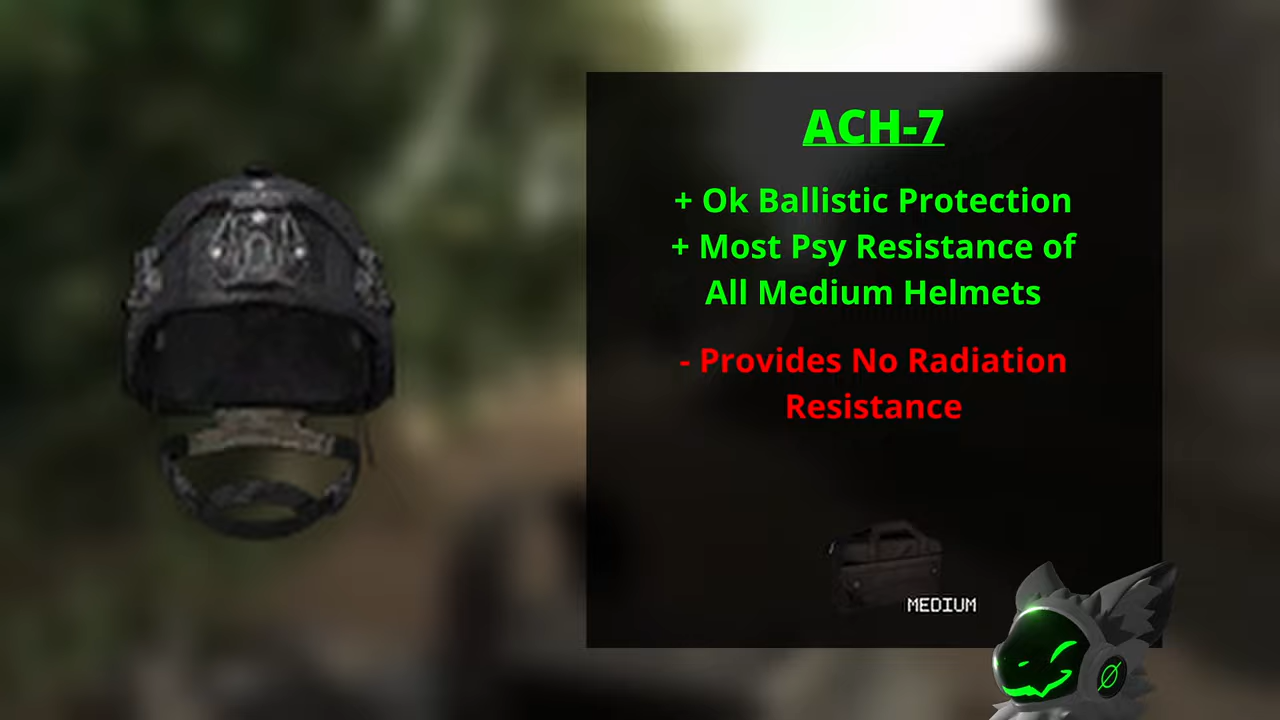 ACH-7
+ Ok Ballistic Protection
+ Most Psy Resistance of
All Medium Helmets
- Provides No Radiation
Resistance
MEDIUM